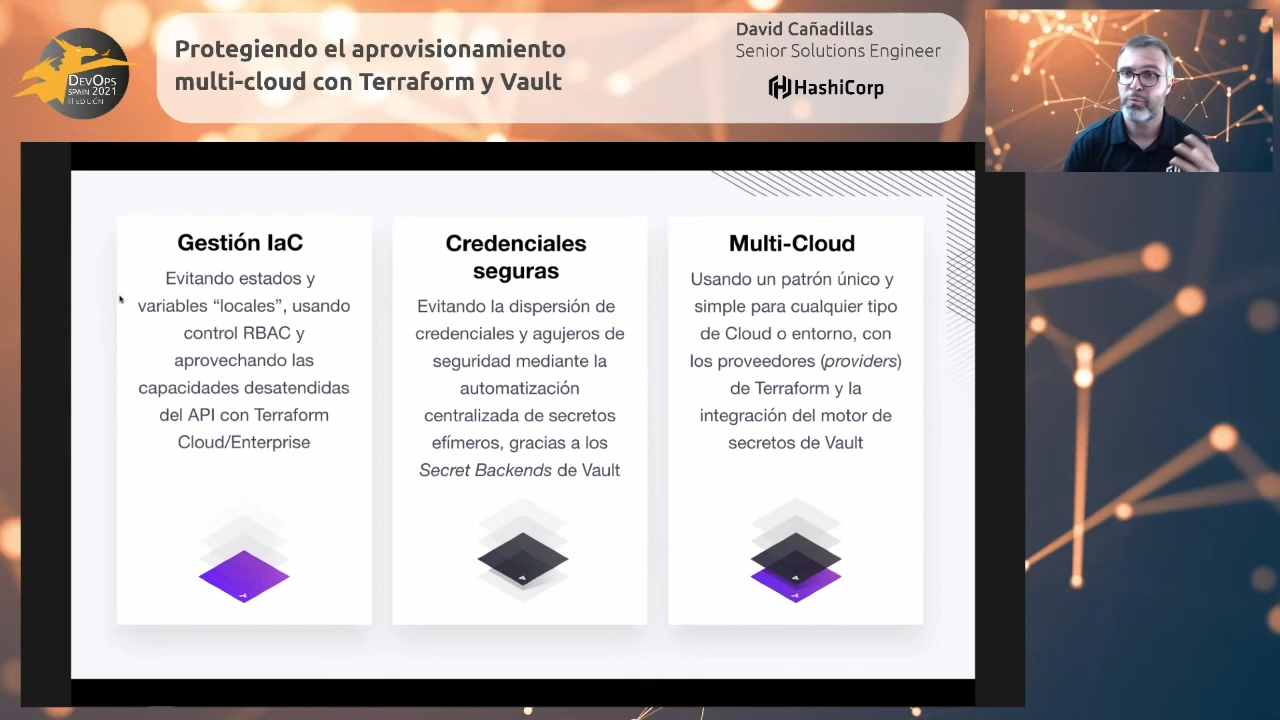 DEVOPS
SPAIN 2021
II EDICIÓN
Protegiendo el aprovisionamiento
multi-cloud con Terraform y Vault
David Cañadillas
Senior Solutions Engineer
HashiCorp
Gestión IaC
Evitando estados y
variables “locales”, usando
control RBAC y
aprovechando las
capacidades desatendidas
del API con Terraform
Cloud/Enterprise
Credenciales
seguras
Evitando la dispersión de
credenciales y agujeros de
seguridad mediante la
automatización
centralizada de secretos
efímeros, gracias a los
Secret Backends de Vault
Multi-Cloud
Usando un patrón único y
simple para cualquier tipo
de Cloud o entorno, con
los proveedores (providers)
de Terraform y la
integración del motor de
secretos de Vault